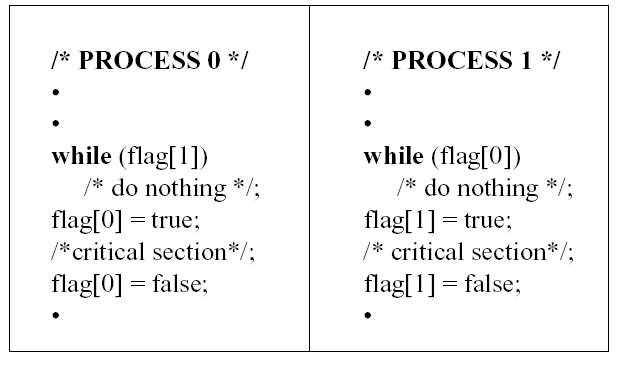 /* PROCESS 0 */
•
•
while (flag[1])
/* do nothing */;
flag[0] = true;
/*critical section*/;
flag[0] = false;
•
/* PROCESS 1 */
•
•
while (flag[0])
/* do nothing */;
flag[1] = true;
/* critical section*/;
flag[1] = false;
•